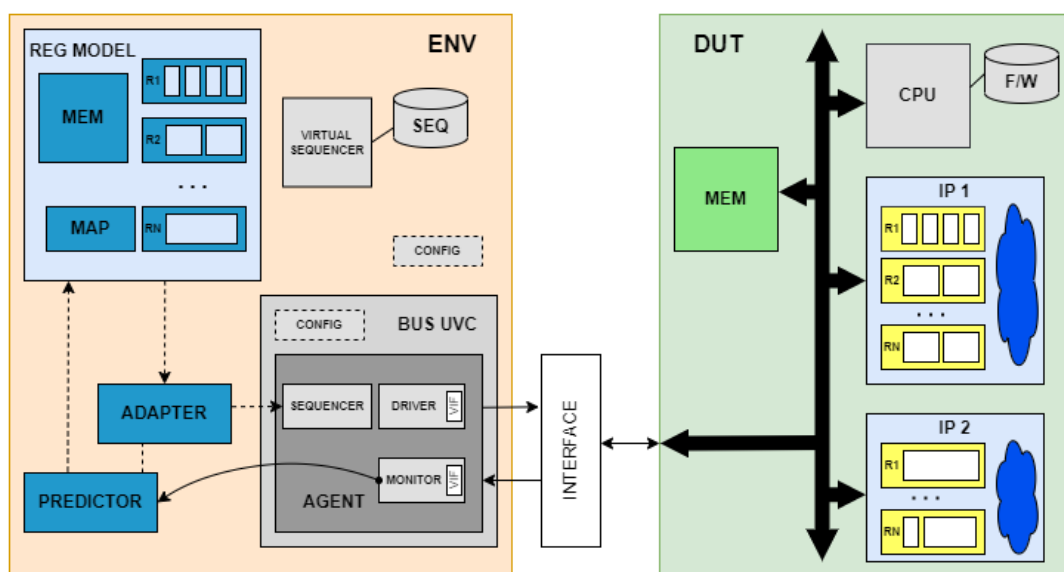 REG MODEL
ENV
MEM
R1
R2
. . .
MAP
RN
VIRTUAL
SEQUENCER
SEQ
CONFIG
CONFIG
BUS UVC
ADAPTER
SEQUENCER
DRIVER
VIF
PREDICTOR
MONITOR
VIF
AGENT
INTERFACE
DUT
CPU
F/W
MEM
IP 1
R1
R2
. . .
RN
IP 2
R1
. . .
RN